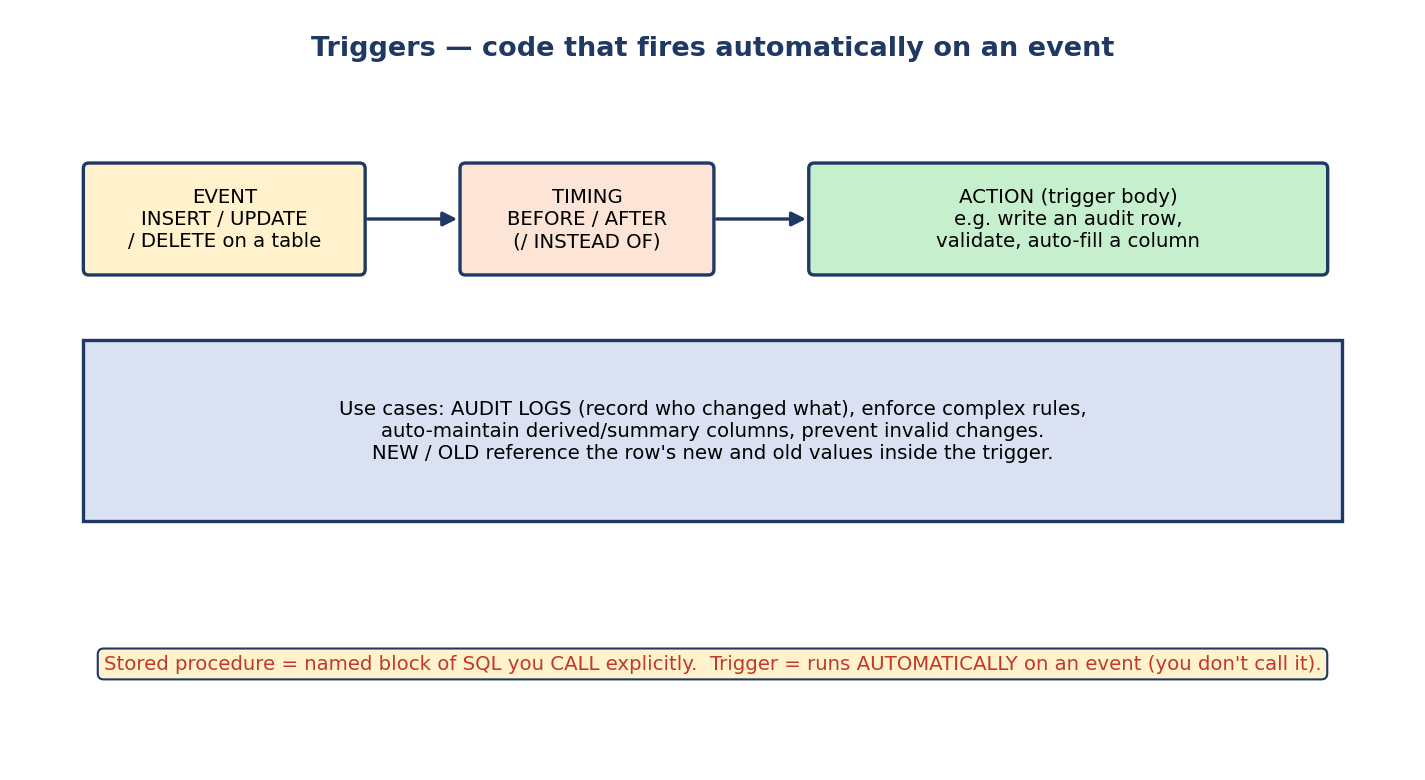 Triggers — code that fires automatically on an event
EVENT
INSERT / UPDATE
/ DELETE on a table
TIMING
BEFORE / AFTER
(/ INSTEAD OF)
ACTION (trigger body)
e.g. write an audit row,
validate, auto-fill a column
Use cases: AUDIT LOGS (record who changed what), enforce complex rules,
auto-maintain derived/summary columns, prevent invalid changes.
NEW / OLD reference the row's new and old values inside the trigger.
Stored procedure = named block of SQL you CALL explicitly.  Trigger = runs AUTOMATICALLY on an event (you don't call it).